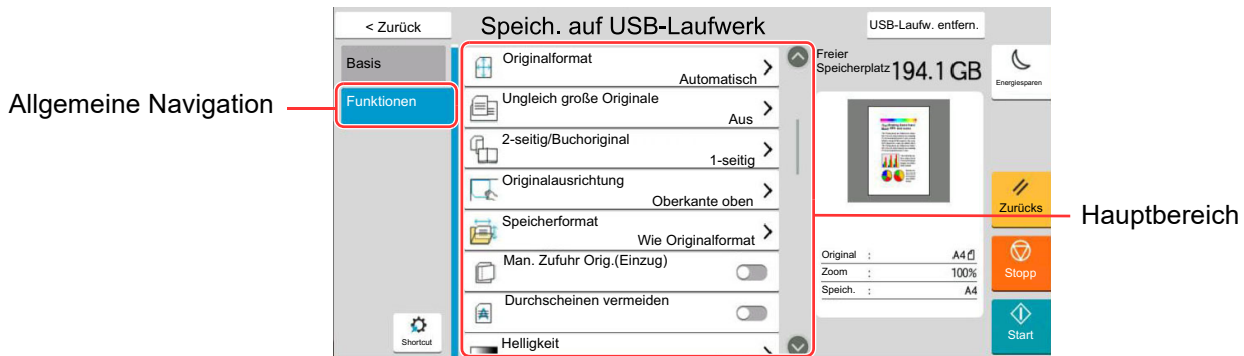 < Zurück
Speich. auf USB-Laufwerk
USB-Laufw. entfern.
Basis
Funktionen
Allgemeine Navigation
Originalformat
Automatisch
Ungleich große Originale
Aus
2-seitig/Buchoriginal
1-seitig
Originalausrichtung
Oberkante oben
Speicherformat
Wie Originalformat
Man. Zufuhr Orig.(Einzug)
Durchscheinen vermeiden
Helligkeit
Shortcut
Freier
Speicherplatz 194.1 GB
Original : A4
Zoom : 100%
Speich. : A4
Energiesparen
Zurücks
Stopp
Start
Hauptbereich